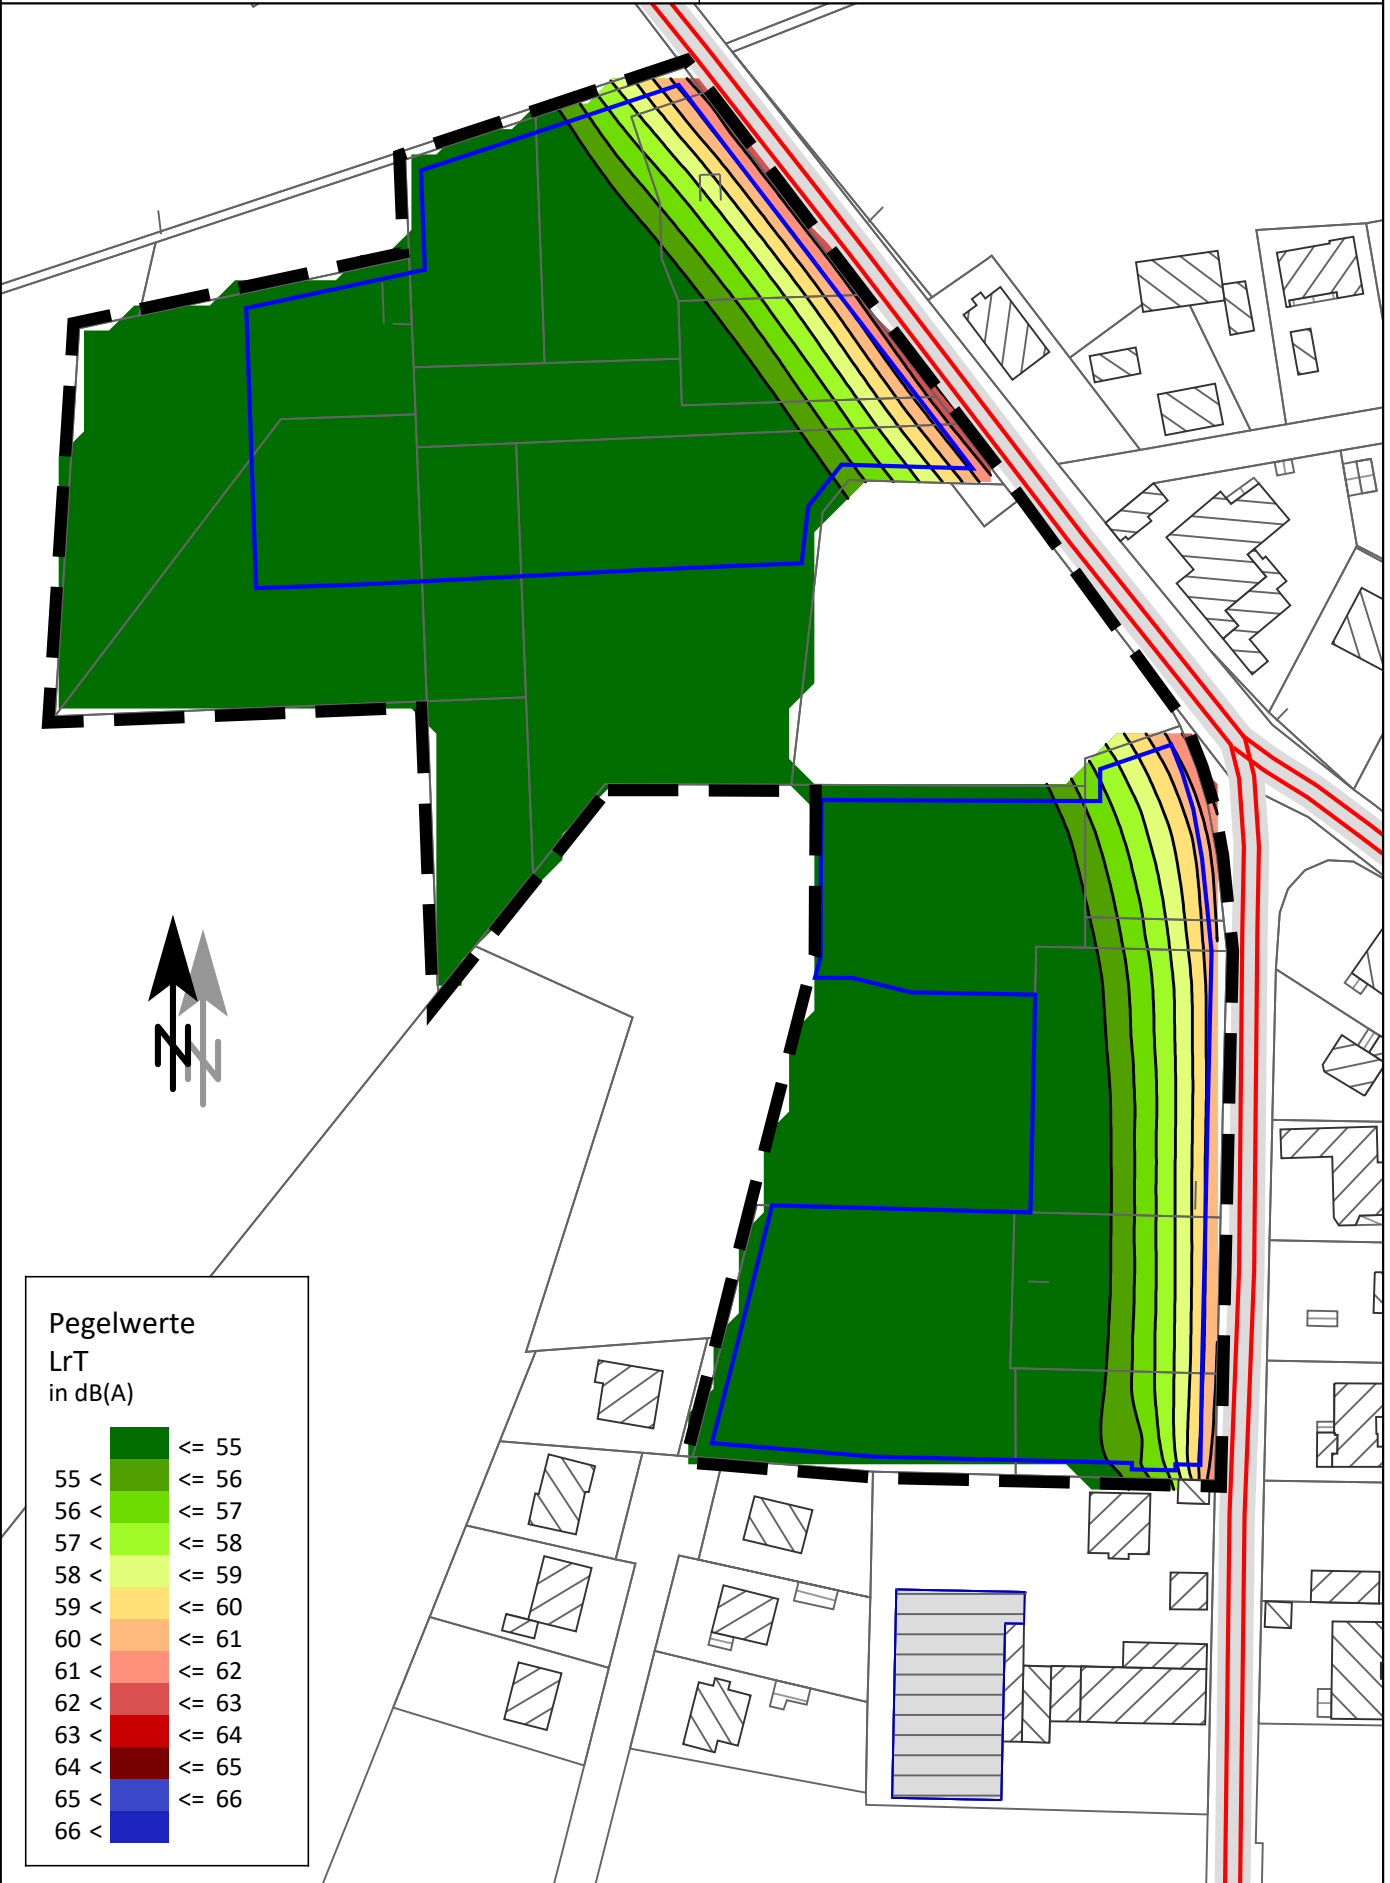 N
Pegelwerte
LrT
in dB(A)
<= 55
55 < <= 56
56 < <= 57
57 < <= 58
58 < <= 59
59 < <= 60
60 < <= 61
61 < <= 62
62 < <= 63
63 < <= 64
64 < <= 65
65 < <= 66
66 <